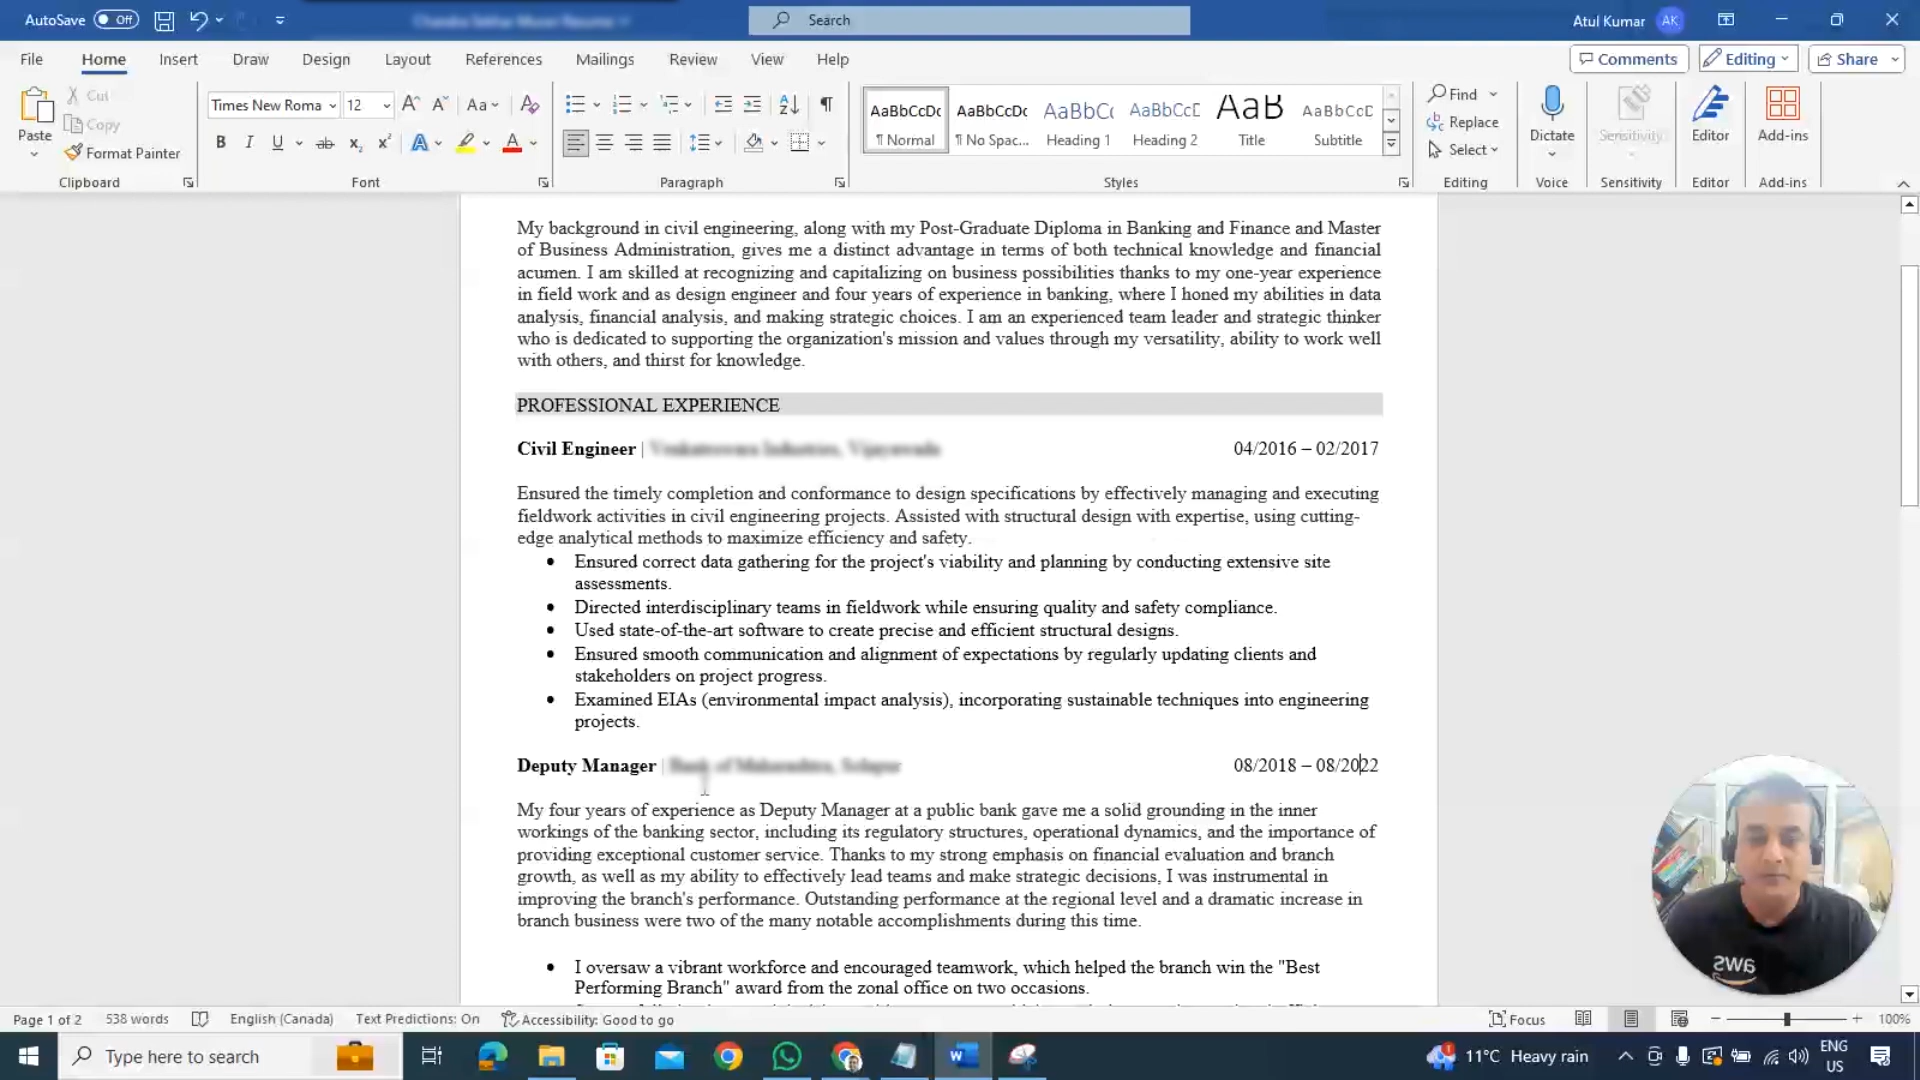 AutoSave Off Search Atul Kumar AK
File Home Insert Draw Design Layout References Mailings Review View Help Comments Editing Share
Paste Cut Copy Format Painter Clipboard
Times New Roma 12 Aa
B I U ab x₂ x² A A
Font
Paragraph
AaBbCcDc AaBbCcDc AaBbCc AaBbCcE AaB AaBbCcD
¶ Normal ¶ No Spac... Heading 1 Heading 2 Title Subtitle
Styles
Find Replace Select Editing
Dictate Voice
Sensitivity Sensitivity
Editor Editor
Add-ins Add-ins
My background in civil engineering, along with my Post-Graduate Diploma in Banking and Finance and Master
of Business Administration, gives me a distinct advantage in terms of both technical knowledge and financial
acumen. I am skilled at recognizing and capitalizing on business possibilities thanks to my one-year experience
in field work and as design engineer and four years of experience in banking, where I honed my abilities in data
analysis, financial analysis, and making strategic choices. I am an experienced team leader and strategic thinker
who is dedicated to supporting the organization's mission and values through my versatility, ability to work well
with others, and thirst for knowledge.
PROFESSIONAL EXPERIENCE
Civil Engineer | 04/2016 – 02/2017
Ensured the timely completion and conformance to design specifications by effectively managing and executing
fieldwork activities in civil engineering projects. Assisted with structural design with expertise, using cutting-
edge analytical methods to maximize efficiency and safety.
• Ensured correct data gathering for the project's viability and planning by conducting extensive site
assessments.
• Directed interdisciplinary teams in fieldwork while ensuring quality and safety compliance.
• Used state-of-the-art software to create precise and efficient structural designs.
• Ensured smooth communication and alignment of expectations by regularly updating clients and
stakeholders on project progress.
• Examined EIAs (environmental impact analysis), incorporating sustainable techniques into engineering
projects.
Deputy Manager | 08/2018 – 08/2022
My four years of experience as Deputy Manager at a public bank gave me a solid grounding in the inner
workings of the banking sector, including its regulatory structures, operational dynamics, and the importance of
providing exceptional customer service. Thanks to my strong emphasis on financial evaluation and branch
growth, as well as my ability to effectively lead teams and make strategic decisions, I was instrumental in
improving the branch's performance. Outstanding performance at the regional level and a dramatic increase in
branch business were two of the many notable accomplishments during this time.
• I oversaw a vibrant workforce and encouraged teamwork, which helped the branch win the "Best
Performing Branch" award from the zonal office on two occasions.
aws
Page 1 of 2 538 words English (Canada) Text Predictions: On Accessibility: Good to go Focus 100%
Type here to search 11°C Heavy rain ENG
US